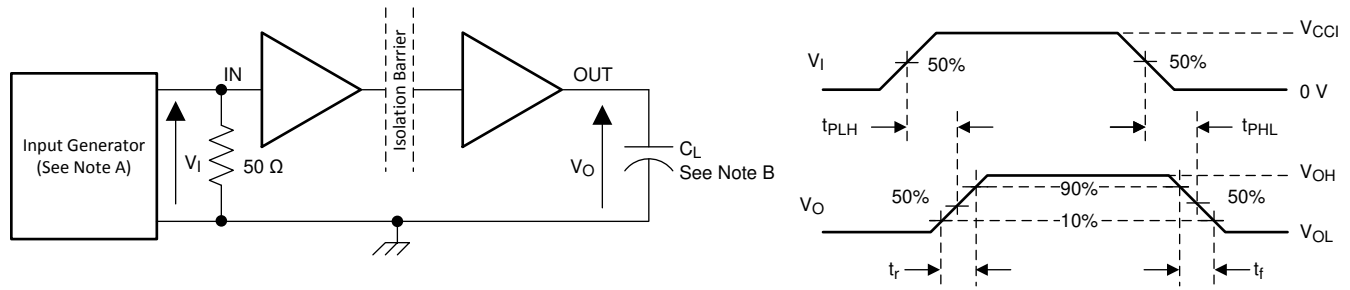 Input Generator
(See Note A)
V_I
IN
50 Ω
Isolation Barrier
OUT
V_O
C_L
See Note B
V_I
50%
50%
V_CCI
0 V
t_PLH
t_PHL
V_O
50%
90%
10%
50%
V_OH
V_OL
t_r
t_f